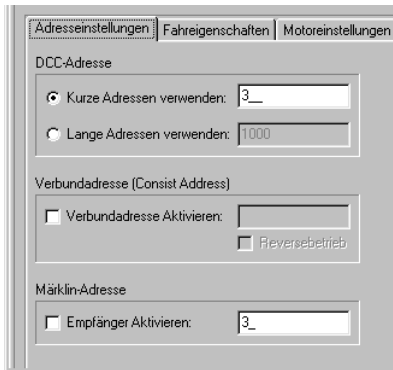 Adresseinstellungen Fahreigenschaften Motoreinstellungen
DCC-Adresse
Kurze Adressen verwenden: 3__
Lange Adressen verwenden: 1000
Verbundadresse (Consist Address)
Verbundadresse Aktivieren:
Reversebetrieb
Märklin-Adresse
Empfänger Aktivieren: 3_